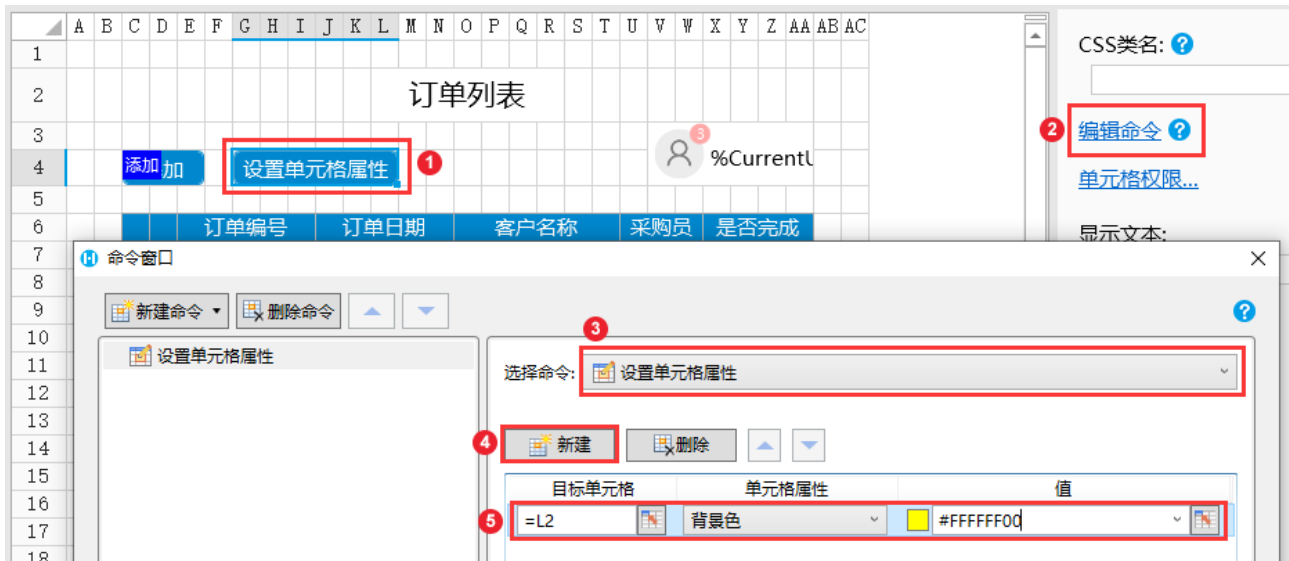 A B C D E F G H I J K L M N O P Q R S T U V W X Y Z AA AB AC
CSS类名: ?
1
2 订单列表
2 编辑命令 ?
3 3
4 添加 加 设置单元格属性 1 %CurrentU
单元格权限...
5
6 订单编号 订单日期 客户名称 采购员 是否完成
显示文本:
7 命令窗口
8
9 新建命令 删除命令 ?
10 3
11 设置单元格属性 选择命令: 设置单元格属性
12
13
14 4 新建 删除
15 目标单元格 单元格属性 值
16 5 =L2 背景色 #FFFFFF00
17
18